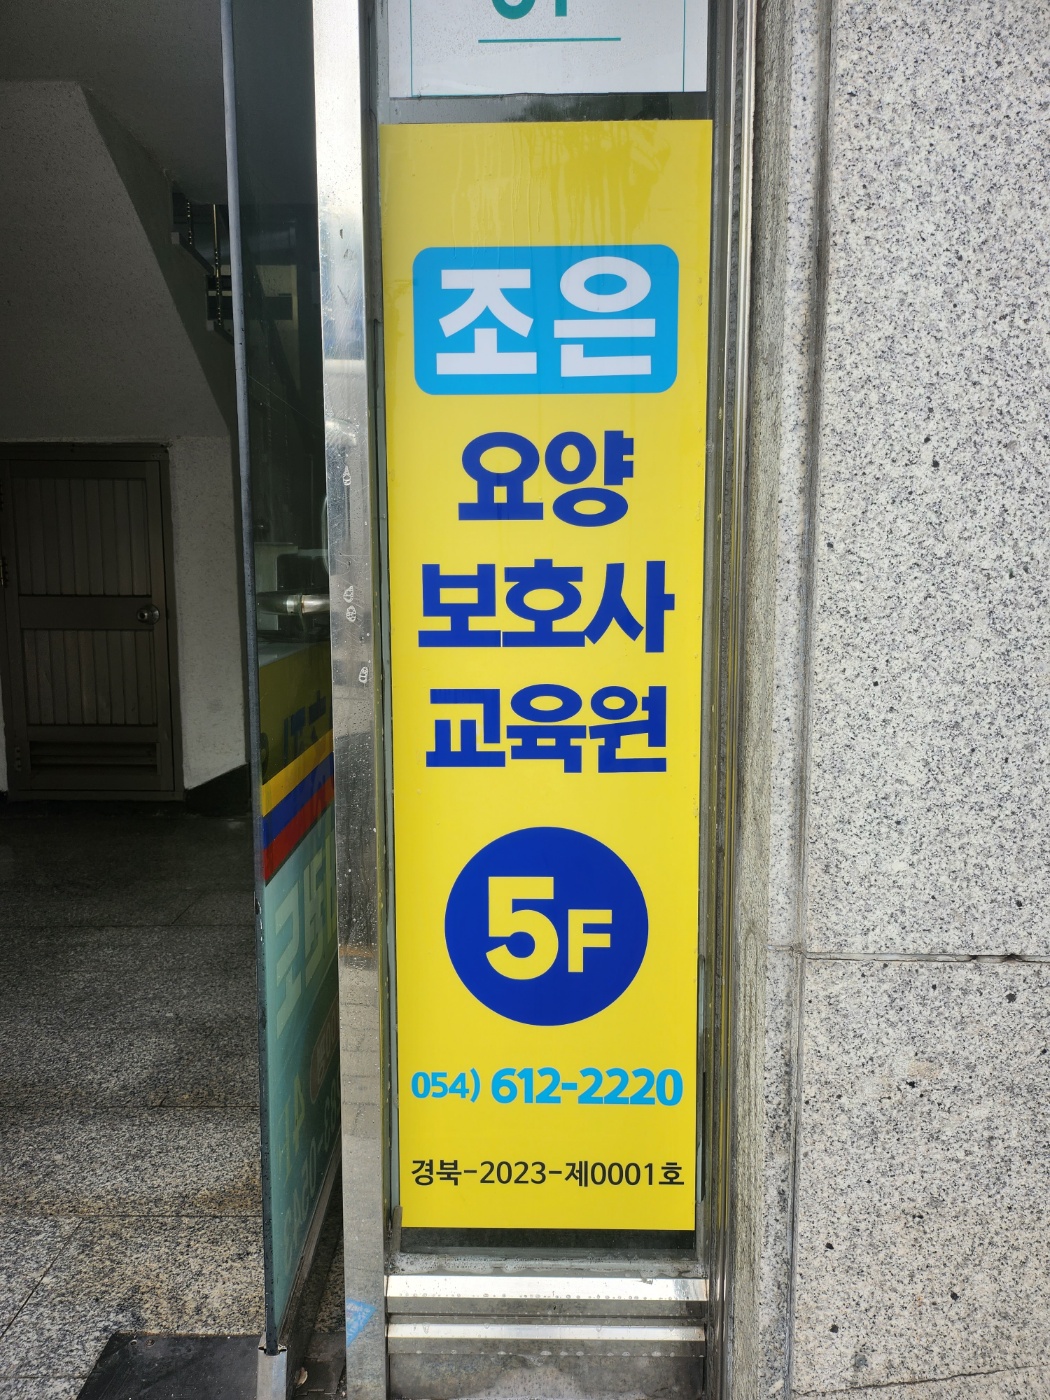 조은
요양
보호사
교육원
5F
054) 612-2220
경북-2023-제0001호